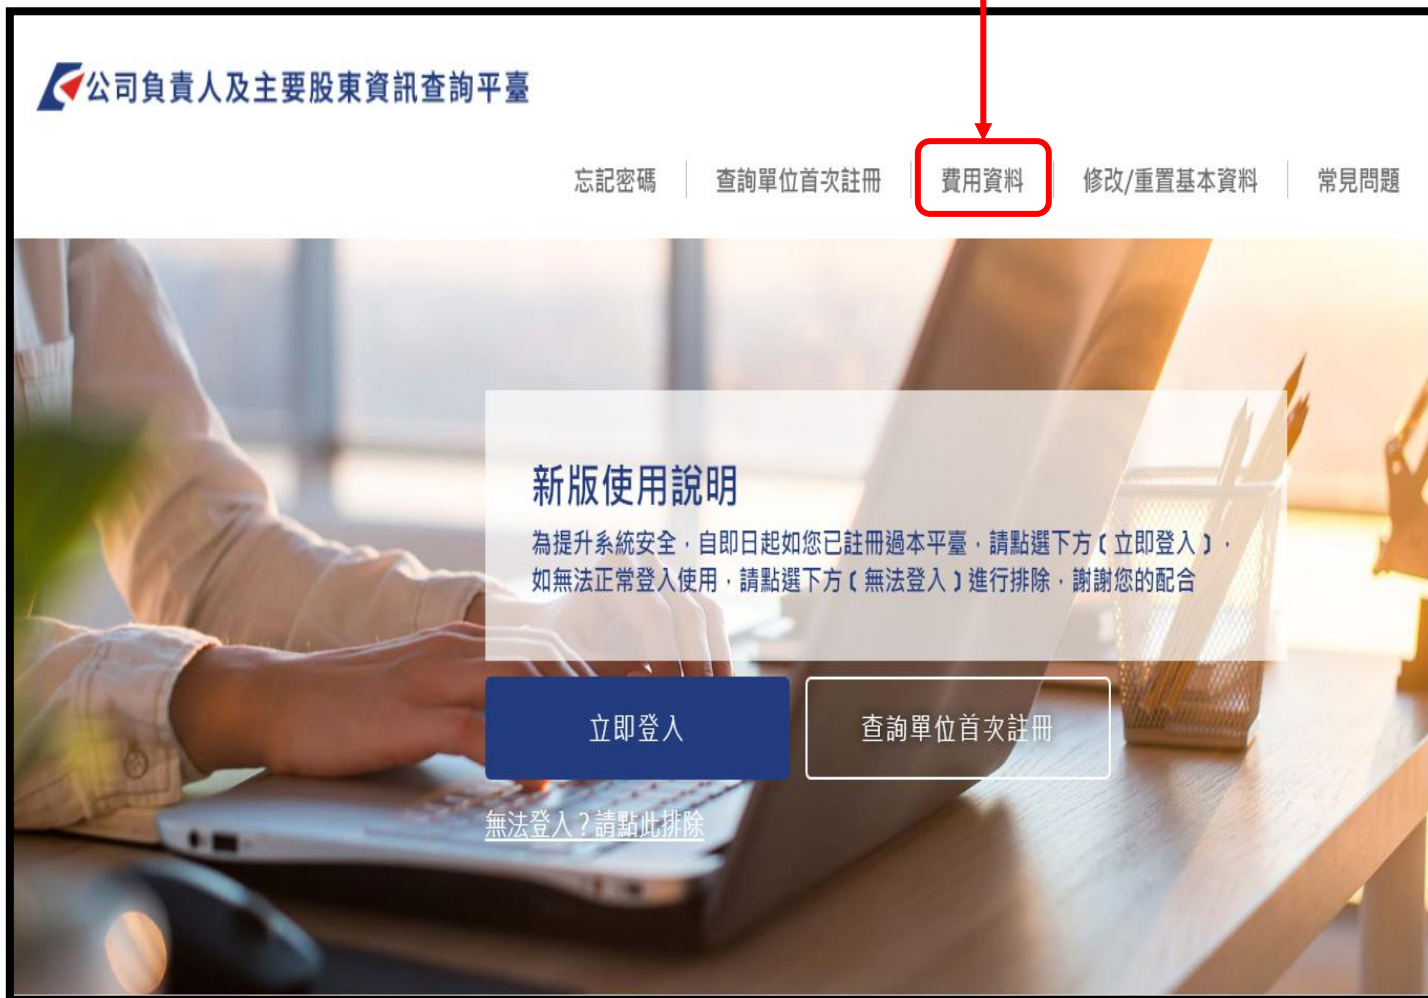 公司負責人及主要股東資訊查詢平臺
忘記密碼 查詢單位首次註冊 費用資料 修改/重置基本資料 常見問題
新版使用說明
為提升系統安全，自即日起如您已註冊過本平臺，請點選下方【立即登入】，
如無法正常登入使用，請點選下方【無法登入】進行排除，謝謝您的配合
立即登入 查詢單位首次註冊
無法登入？請點此排除